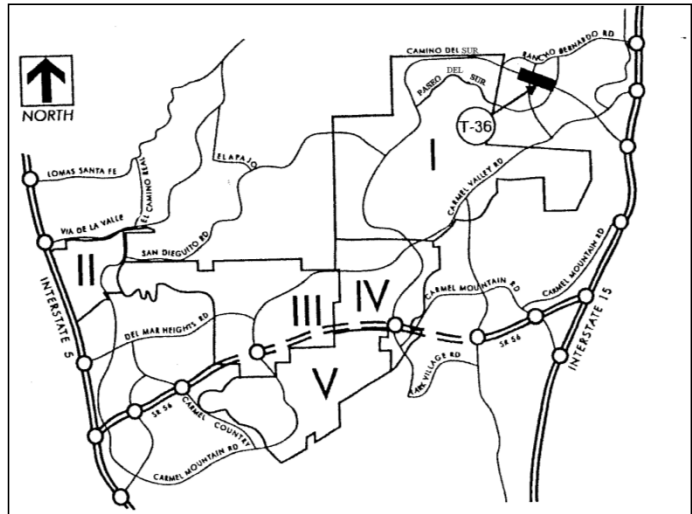 RANCHO BERNARDO RD
CAMINO DEL SUR
PASEO DEL SUR
NORTH
T-36
I
EL APAJO
LOMAS SANTA FE
EL CAMINO REAL
CARMEL VALLEY RD
VIA DE LA VALLE
SAN DIEGUITO RD
II
CARMEL MOUNTAIN RD
CARMEL MOUNTAIN RD
III
IV
INTERSTATE 5
DEL MAR HEIGHTS RD
INTERSTATE 15
SR 56
PARK VILLAGE RD
V
SR 56
CARMEL COUNTRY
CARMEL MOUNTAIN RD